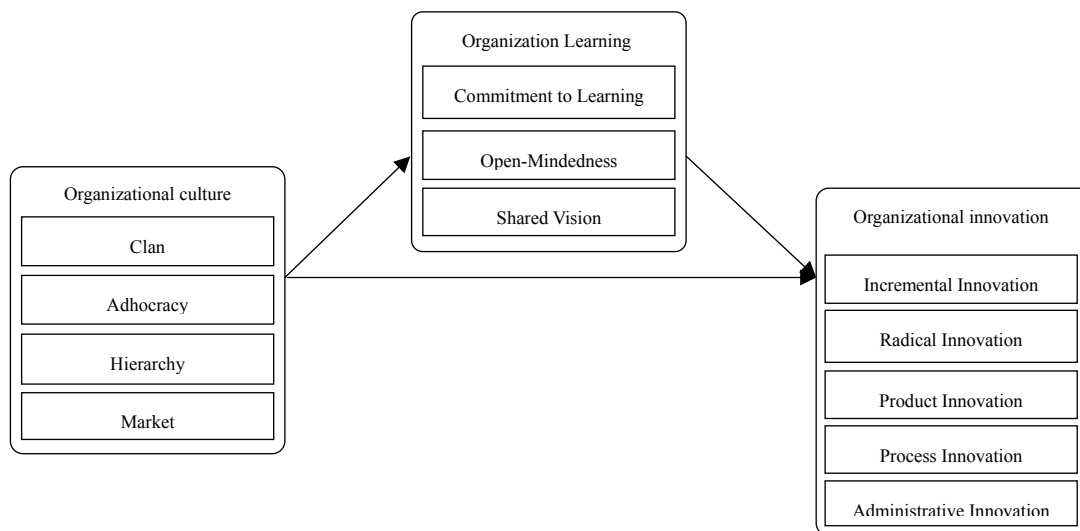 Organization Learning
Commitment to Learning
Open-Mindedness
Shared Vision
Organizational culture
Clan
Adhocracy
Hierarchy
Market
Organizational innovation
Incremental Innovation
Radical Innovation
Product Innovation
Process Innovation
Administrative Innovation